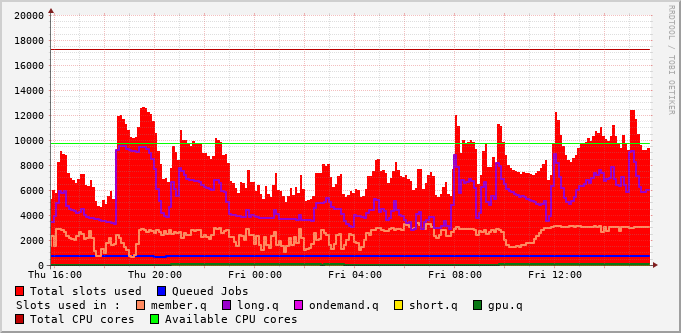 20000
18000
16000
14000
12000
10000
8000
6000
4000
2000
0
Thu 16:00 Thu 20:00 Fri 00:00 Fri 04:00 Fri 08:00 Fri 12:00
Total slots used Queued Jobs
Slots used in : member.q long.q ondemand.q short.q gpu.q
Total CPU cores Available CPU cores
RRDTOOL / TOBI OETIKER